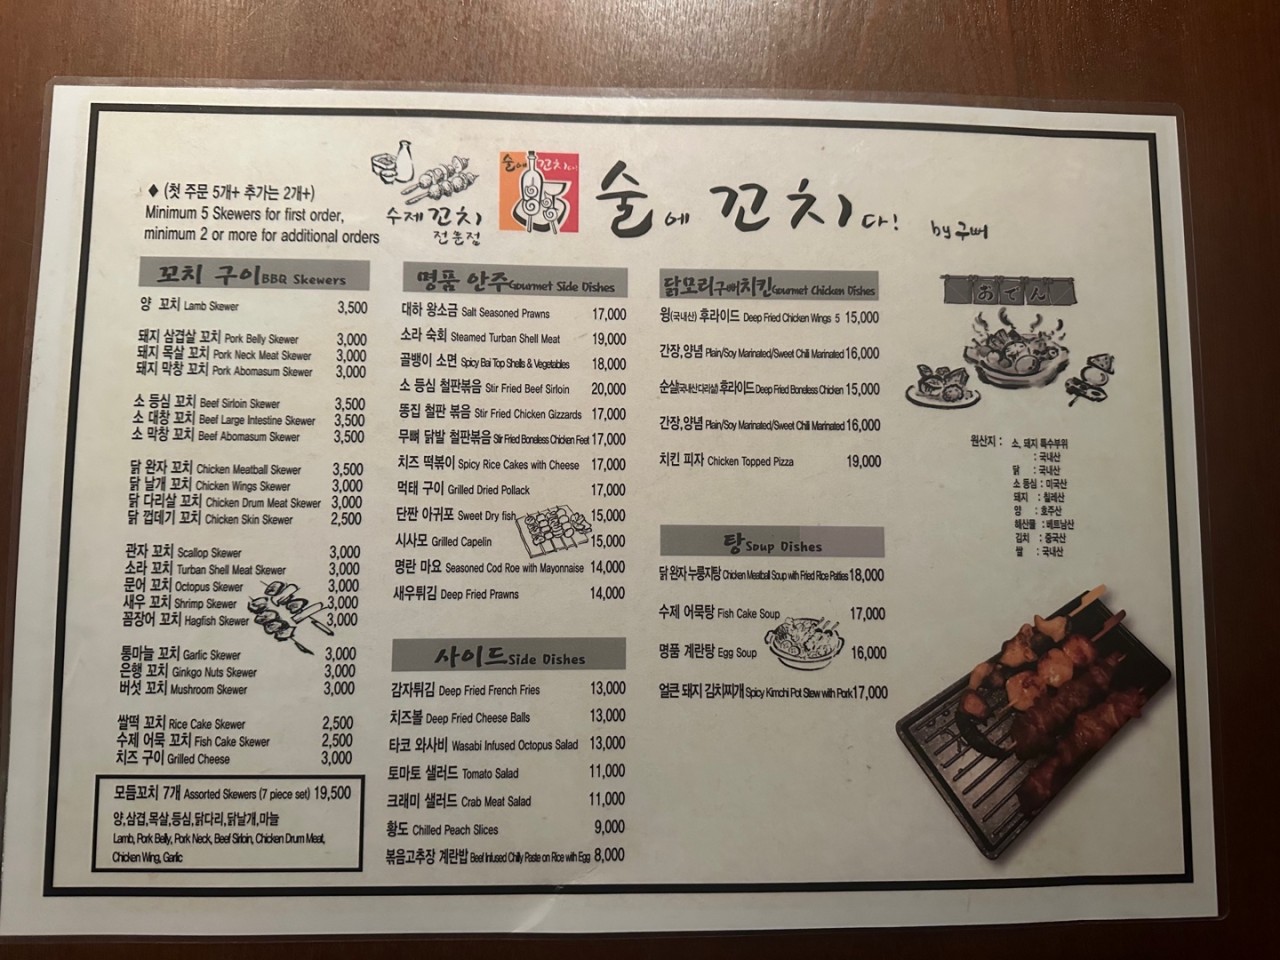 ◆ (첫 주문 5개+ 추가는 2개+)
Minimum 5 Skewers for first order,
minimum 2 or more for additional orders
수제 꼬치
전문점
술에 꼬치다!
술에 꼬치다! by 구뻐
꼬치 구이 BBQ Skewers
양 꼬치 Lamb Skewer 3,500
돼지 삼겹살 꼬치 Pork Belly Skewer 3,000
돼지 목살 꼬치 Pork Neck Meat Skewer 3,000
돼지 막창 꼬치 Pork Abomasum Skewer 3,000
소 등심 꼬치 Beef Sirloin Skewer 3,500
소 대창 꼬치 Beef Large Intestine Skewer 3,500
소 막창 꼬치 Beef Abomasum Skewer 3,500
닭 완자 꼬치 Chicken Meatball Skewer 3,500
닭 날개 꼬치 Chicken Wings Skewer 3,000
닭 다리살 꼬치 Chicken Drum Meat Skewer 3,000
닭 껍데기 꼬치 Chicken Skin Skewer 2,500
관자 꼬치 Scallop Skewer 3,000
소라 꼬치 Turban Shell Meat Skewer 3,000
문어 꼬치 Octopus Skewer 3,000
새우 꼬치 Shrimp Skewer 3,000
꼼장어 꼬치 Hagfish Skewer 3,000
통마늘 꼬치 Garlic Skewer 3,000
은행 꼬치 Ginkgo Nuts Skewer 3,000
버섯 꼬치 Mushroom Skewer 3,000
쌀떡 꼬치 Rice Cake Skewer 2,500
수제 어묵 꼬치 Fish Cake Skewer 2,500
치즈 구이 Grilled Cheese 3,000
모듬꼬치 7개 Assorted Skewers (7 piece set) 19,500
양,삼겹,목살,등심,닭다리,닭날개,마늘
Lamb, Pork Belly, Pork Neck, Beef Sirloin, Chicken Drum Meat,
Chicken Wing, Garlic
명품 안주 Gourmet Side Dishes
대하 왕소금 Salt Seasoned Prawns 17,000
소라 숙회 Steamed Turban Shell Meat 19,000
골뱅이 소면 Spicy Bai Top Shells & Vegetables 18,000
소 등심 철판볶음 Stir Fried Beef Sirloin 20,000
똥집 철판 볶음 Stir Fried Chicken Gizzards 17,000
무뼈 닭발 철판볶음 Stir Fried Boneless Chicken Feet 17,000
치즈 떡볶이 Spicy Rice Cakes with Cheese 17,000
먹태 구이 Grilled Dried Pollack 17,000
단짠 아귀포 Sweet Dry fish 15,000
시사모 Grilled Capelin 15,000
명란 마요 Seasoned Cod Roe with Mayonnaise 14,000
새우튀김 Deep Fried Prawns 14,000
사이드 Side Dishes
감자튀김 Deep Fried French Fries 13,000
치즈볼 Deep Fried Cheese Balls 13,000
타코 와사비 Wasabi Infused Octopus Salad 13,000
토마토 샐러드 Tomato Salad 11,000
크래미 샐러드 Crab Meat Salad 11,000
황도 Chilled Peach Slices 9,000
볶음고추장 계란밥 Beef Infused Chilly Paste on Rice with Egg 8,000
닭모리구뻐치킨 Gourmet Chicken Dishes
윙(국내산) 후라이드 Deep Fried Chicken Wings 5 15,000
간장,양념 Plain/Soy Marinated/Sweet Chili Marinated 16,000
순살(국내산다리살)후라이드 Deep Fried Boneless Chicken 15,000
간장,양념 Plain/Soy Marinated/Sweet Chili Marinated 16,000
치킨 피자 Chicken Topped Pizza 19,000
탕 Soup Dishes
닭 완자 누룽지탕 Chicken Meatball Soup with Fried Rice Patties 18,000
수제 어묵탕 Fish Cake Soup 17,000
명품 계란탕 Egg Soup 16,000
얼큰 돼지 김치찌개 Spicy Kimchi Pot Stew with Pork 17,000
おでん
원산지 : 소, 돼지 특수부위
: 국내산
닭 : 국내산
소 등심 : 미국산
돼지 : 칠레산
양 : 호주산
해산물 : 베트남산
김치 : 중국산
쌀 : 국내산